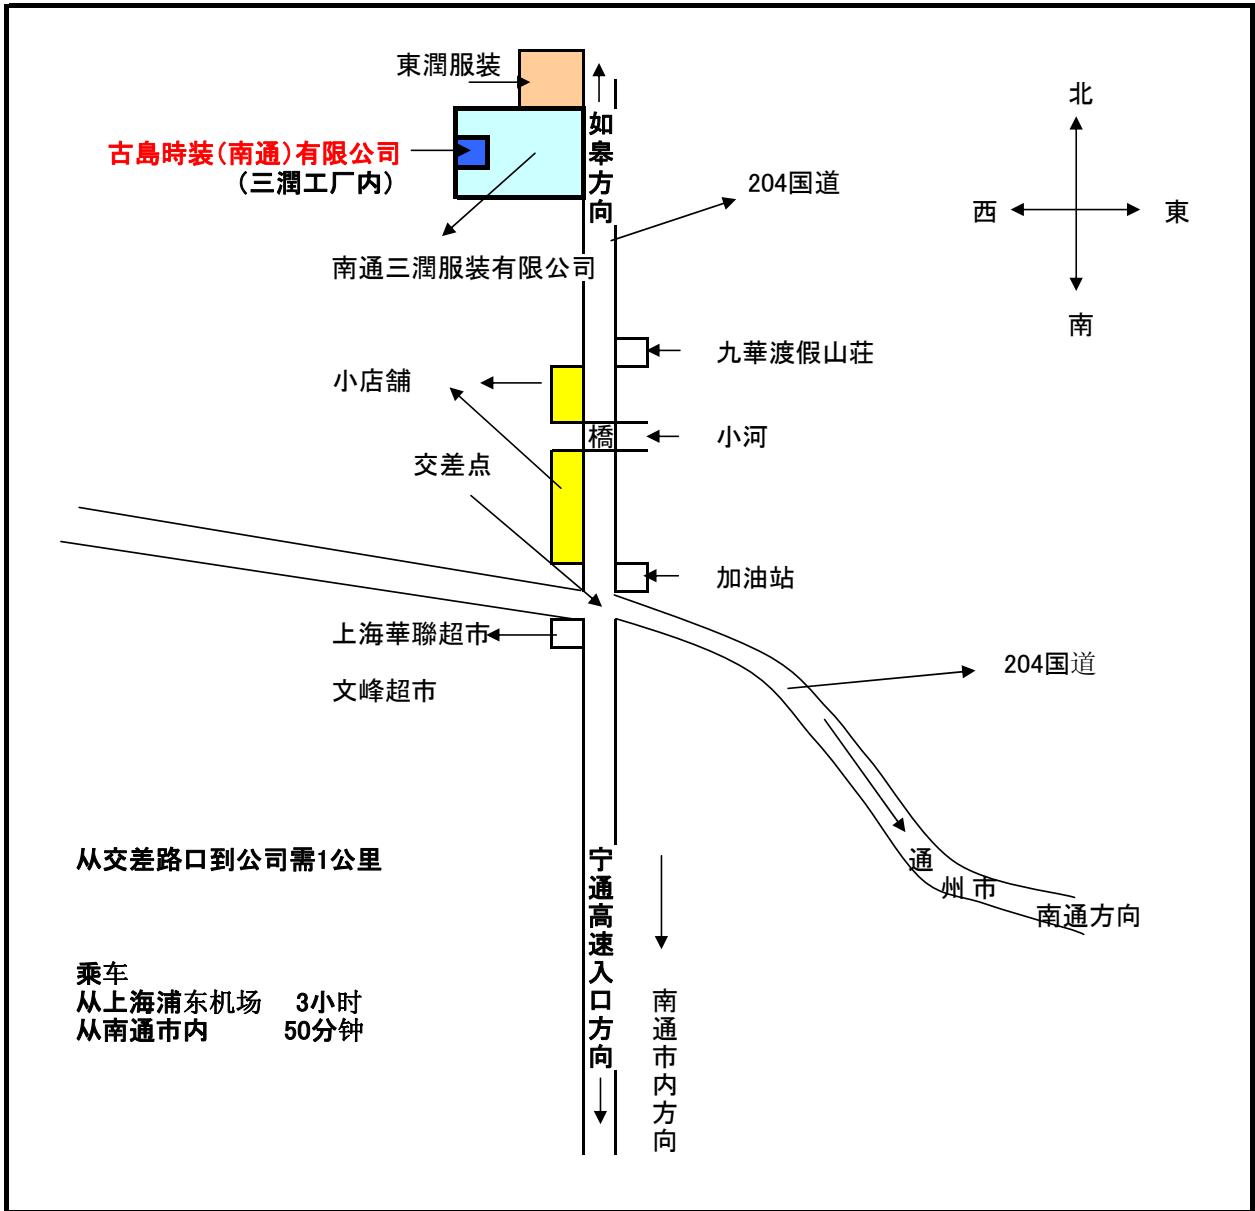 東潤服装
北
如皋方向
古島時装(南通)有限公司
(三潤工厂内)
204国道
西
東
南通三潤服装有限公司
南
九華渡假山荘
小店舗
橋
小河
交差点
加油站
上海華聯超市
204国道
文峰超市
从交差路口到公司需1公里
宁通高速入口方向
通州市
南通方向
乘车
从上海浦东机场 3小时
从南通市内 50分钟
南通市内方向